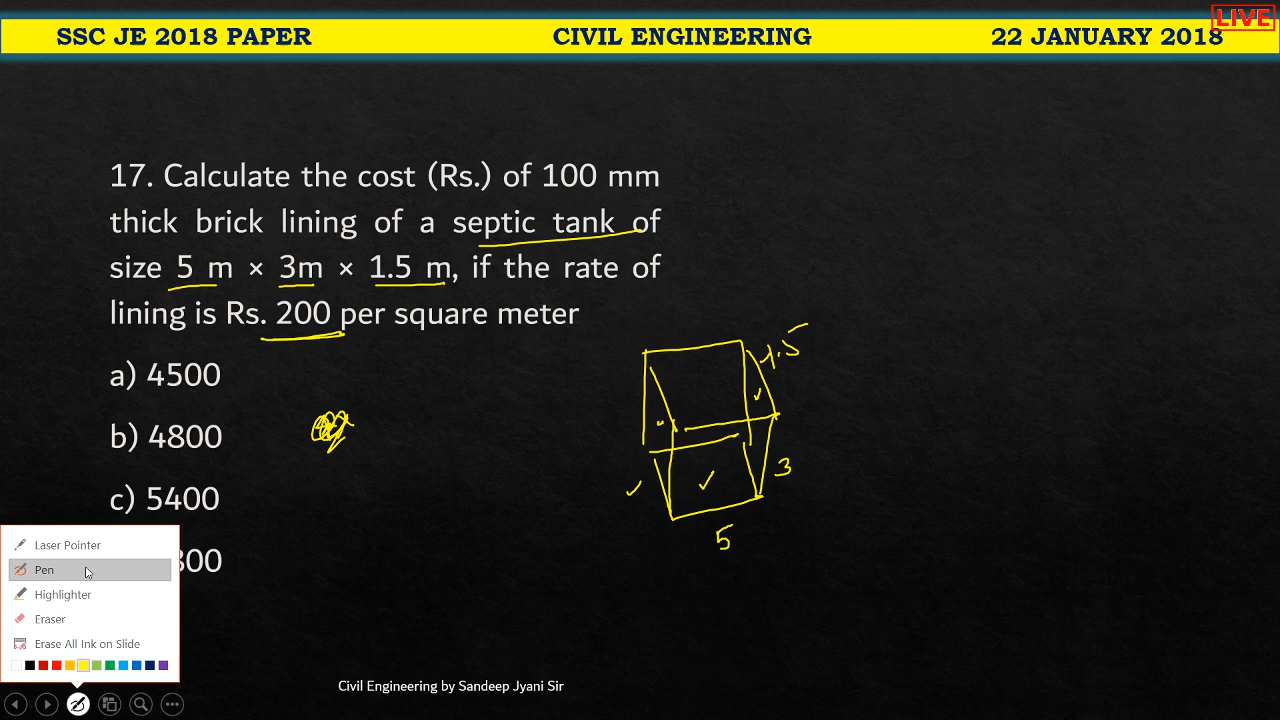 LIVE
SSC JE 2018 PAPER CIVIL ENGINEERING 22 JANUARY 2018
17. Calculate the cost (Rs.) of 100 mm
thick brick lining of a septic tank of
size 5 m × 3m × 1.5 m, if the rate of
lining is Rs. 200 per square meter
a) 4500
b) 4800
c) 5400
00
1.5
3
5
Laser Pointer
Pen
Highlighter
Eraser
Erase All Ink on Slide
Civil Engineering by Sandeep Jyani Sir